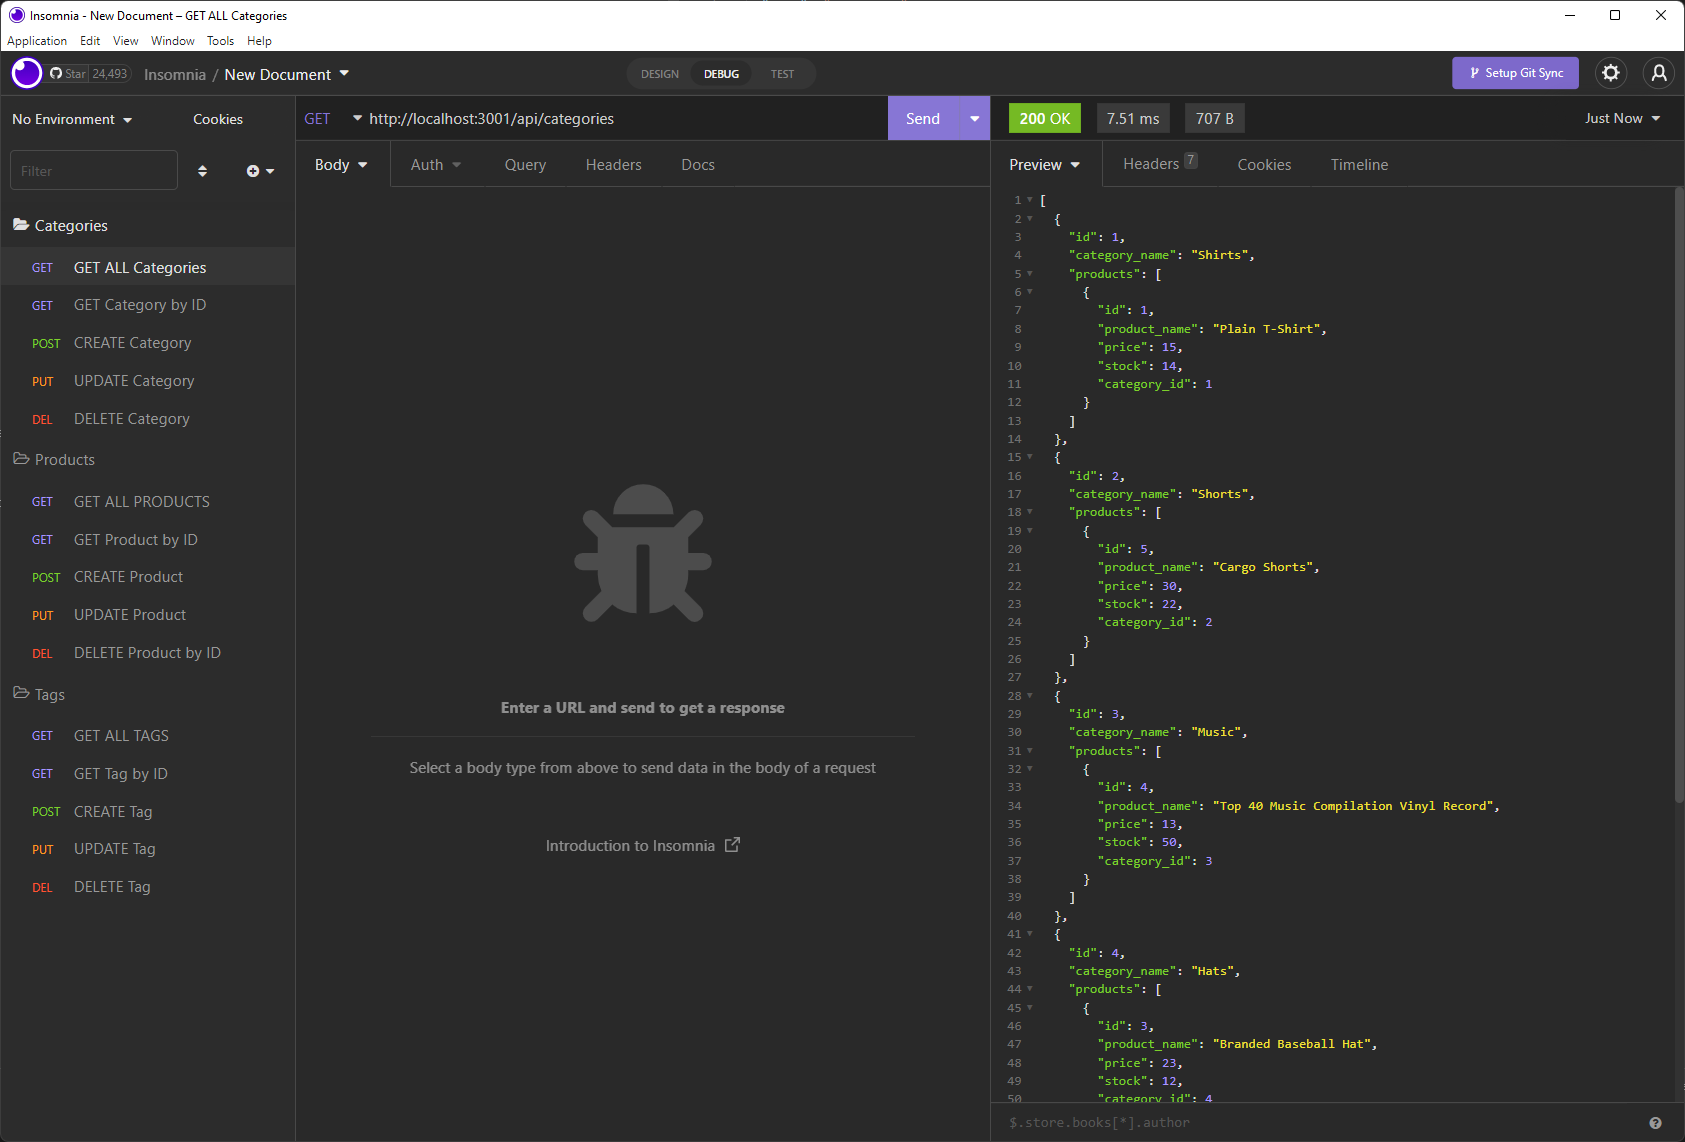 Insomnia - New Document – GET ALL Categories
Application Edit View Window Tools Help
Star 24,493 Insomnia / New Document
DESIGN DEBUG TEST
Setup Git Sync
No Environment Cookies
Filter
Categories
GET GET ALL Categories
GET GET Category by ID
POST CREATE Category
PUT UPDATE Category
DEL DELETE Category
Products
GET GET ALL PRODUCTS
GET GET Product by ID
POST CREATE Product
PUT UPDATE Product
DEL DELETE Product by ID
Tags
GET GET ALL TAGS
GET GET Tag by ID
POST CREATE Tag
PUT UPDATE Tag
DEL DELETE Tag
GET http://localhost:3001/api/categories Send
Body Auth Query Headers Docs
Enter a URL and send to get a response
Select a body type from above to send data in the body of a request
Introduction to Insomnia
200 OK 7.51 ms 707 B Just Now
Preview Headers 7 Cookies Timeline
1 [
2 {
3 "id": 1,
4 "category_name": "Shirts",
5 "products": [
6 {
7 "id": 1,
8 "product_name": "Plain T-Shirt",
9 "price": 15,
10 "stock": 14,
11 "category_id": 1
12 }
13 ]
14 },
15 {
16 "id": 2,
17 "category_name": "Shorts",
18 "products": [
19 {
20 "id": 5,
21 "product_name": "Cargo Shorts",
22 "price": 30,
23 "stock": 22,
24 "category_id": 2
25 }
26 ]
27 },
28 {
29 "id": 3,
30 "category_name": "Music",
31 "products": [
32 {
33 "id": 4,
34 "product_name": "Top 40 Music Compilation Vinyl Record",
35 "price": 13,
36 "stock": 50,
37 "category_id": 3
38 }
39 ]
40 },
41 {
42 "id": 4,
43 "category_name": "Hats",
44 "products": [
45 {
46 "id": 3,
47 "product_name": "Branded Baseball Hat",
48 "price": 23,
49 "stock": 12,
50 "category_id": 4
$.store.books[*].author